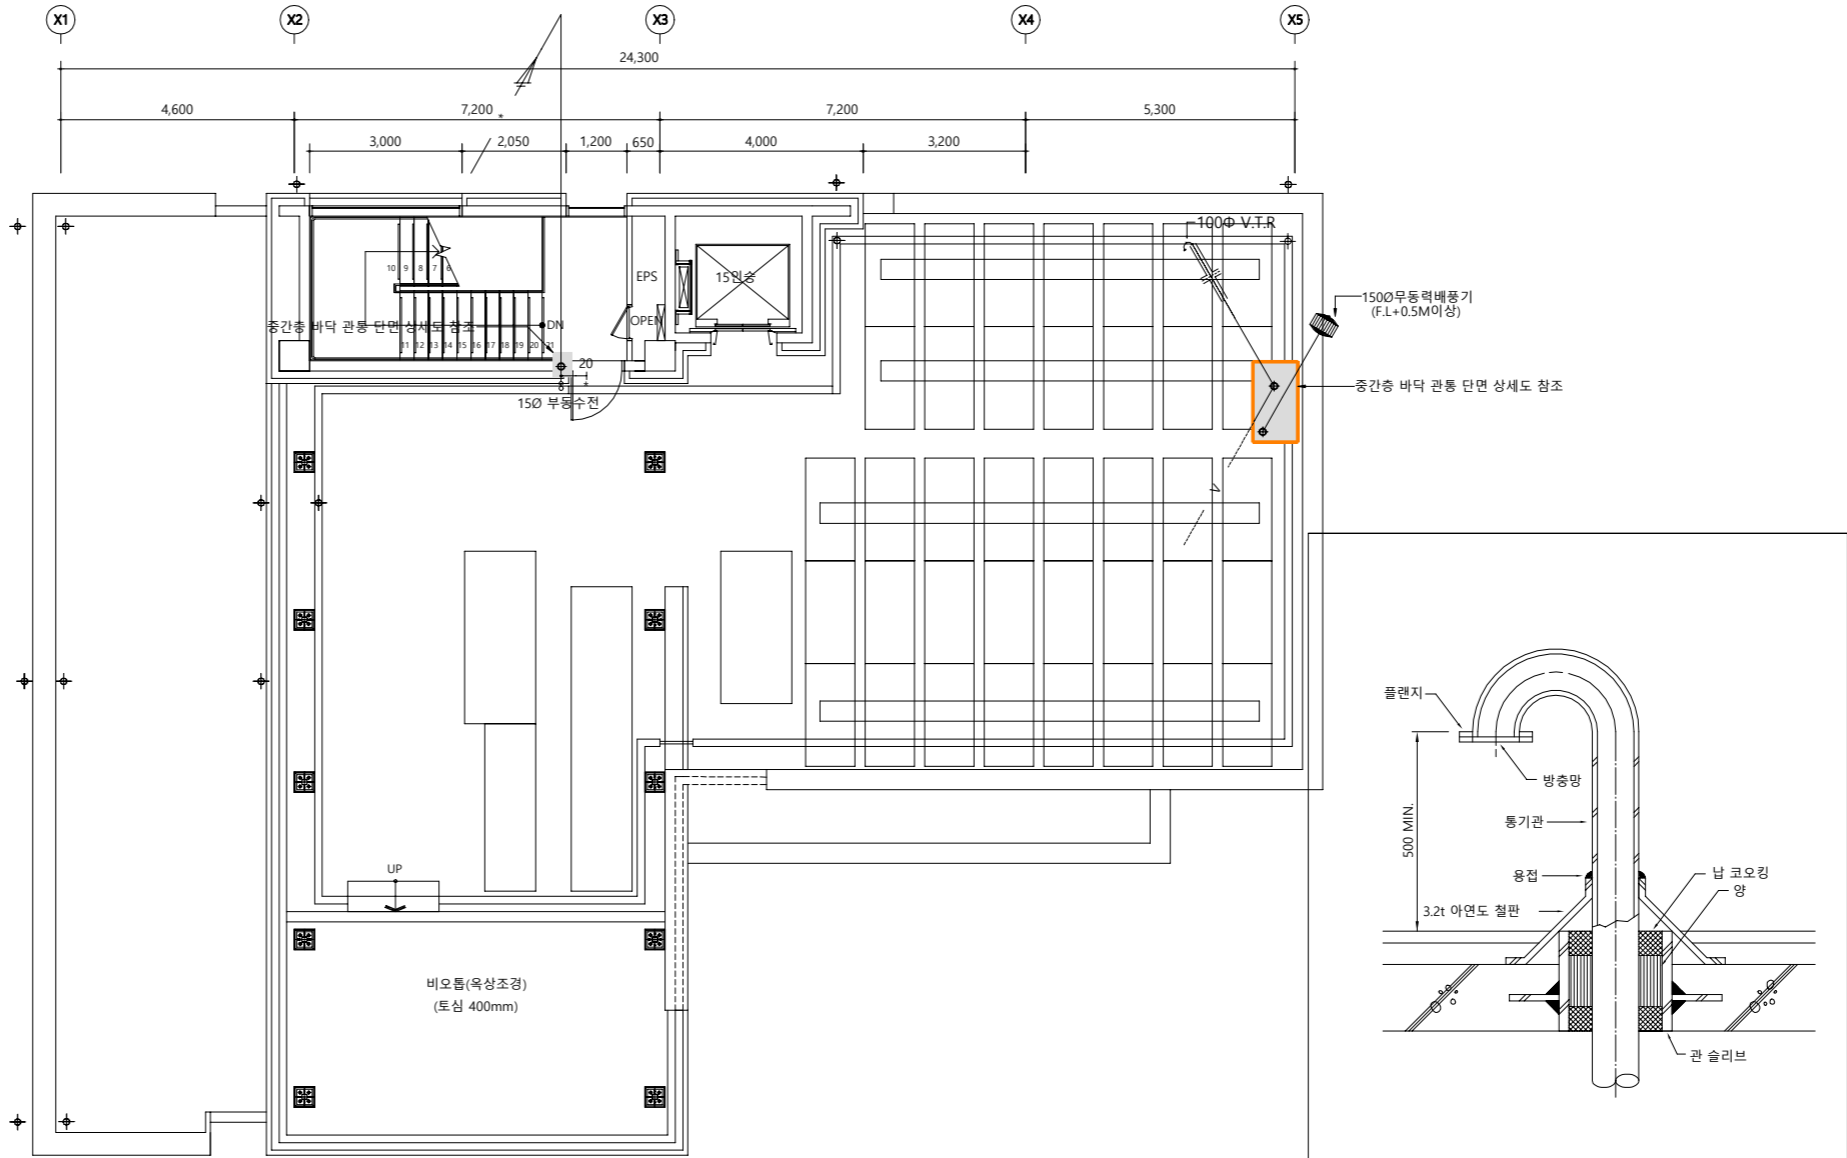 X1
X2
X3
X4
X5
24,300
4,600
7,200
7,200
5,300
3,000
2,050
1,200
650
4,000
3,200
100Φ V.T.R
EPS
15인승
10
9
8
7
6
OPEN
DN
중간층 바닥 관통 단면 상세도 참조
11
12
13
14
15
16
17
18
19
20
21
20
15Ø 부동수전
150Ø무동력배풍기
(F.L+0.5M이상)
중간층 바닥 관통 단면 상세도 참조
V
UP
비오톱(옥상조경)
(토심 400mm)
플랜지
방충망
500 MIN.
통기관
용접
납 코오킹
얀
3.2t 아연도 철판
관 슬리브